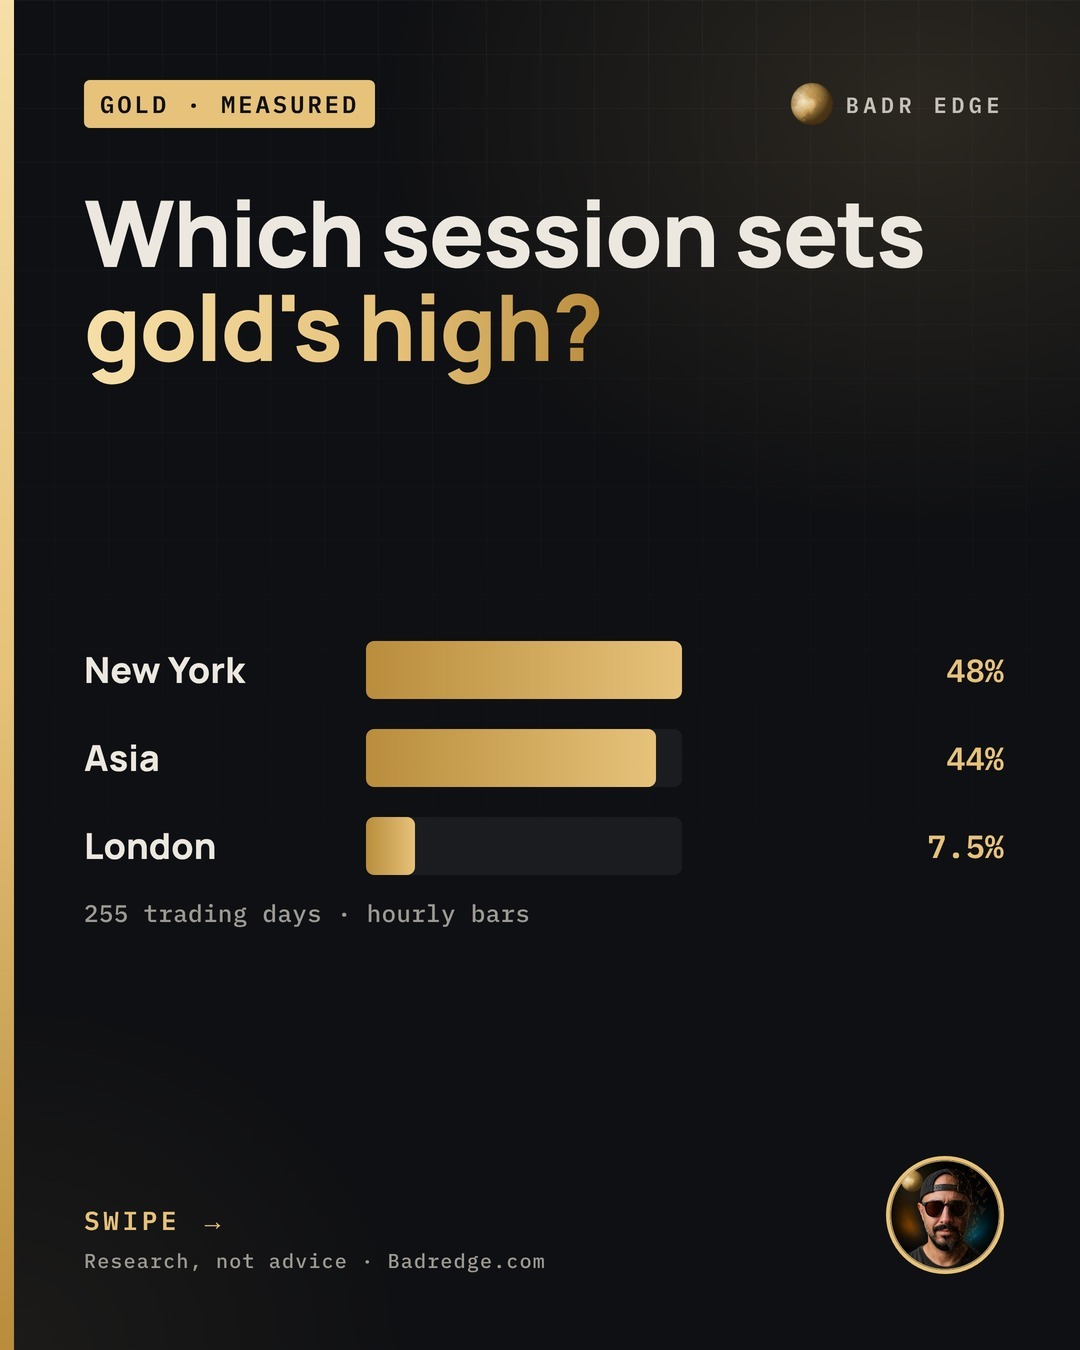 GOLD · MEASURED
BADR EDGE
Which session sets
gold's high?
New York 48%
Asia 44%
London 7.5%
255 trading days · hourly bars
SWIPE →
Research, not advice · Badredge.com